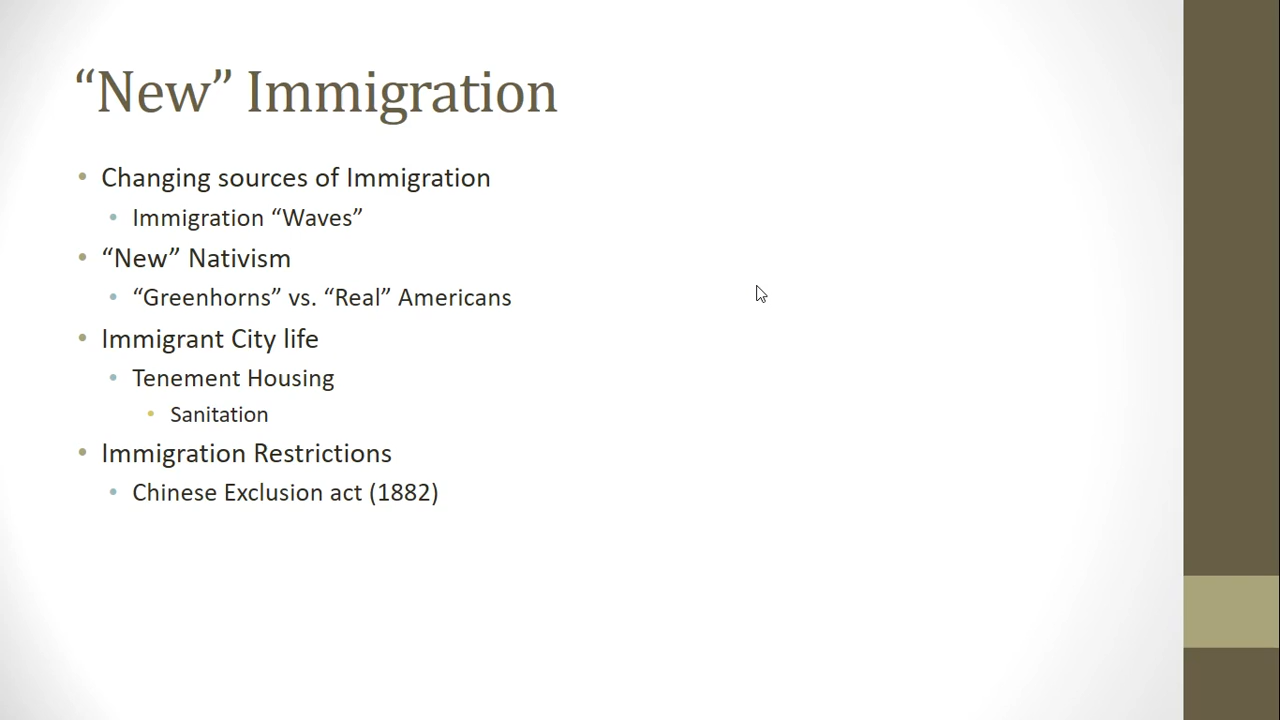 “New” Immigration
• Changing sources of Immigration
• Immigration “Waves”
• “New” Nativism
• “Greenhorns” vs. “Real” Americans
• Immigrant City life
• Tenement Housing
• Sanitation
• Immigration Restrictions
• Chinese Exclusion act (1882)